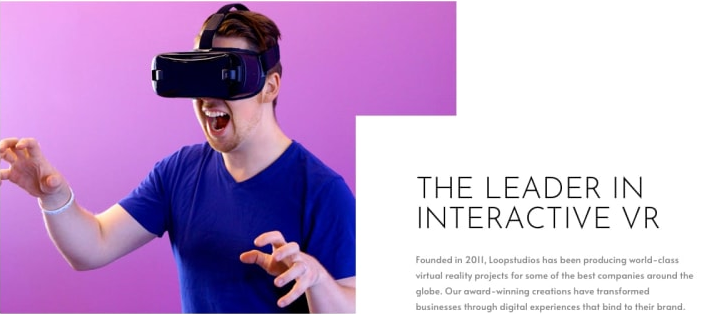 THE LEADER IN
INTERACTIVE VR
Founded in 2011, Loopstudios has been producing world-class
virtual reality projects for some of the best companies around the
globe. Our award-winning creations have transformed
businesses through digital experiences that bind to their brand.